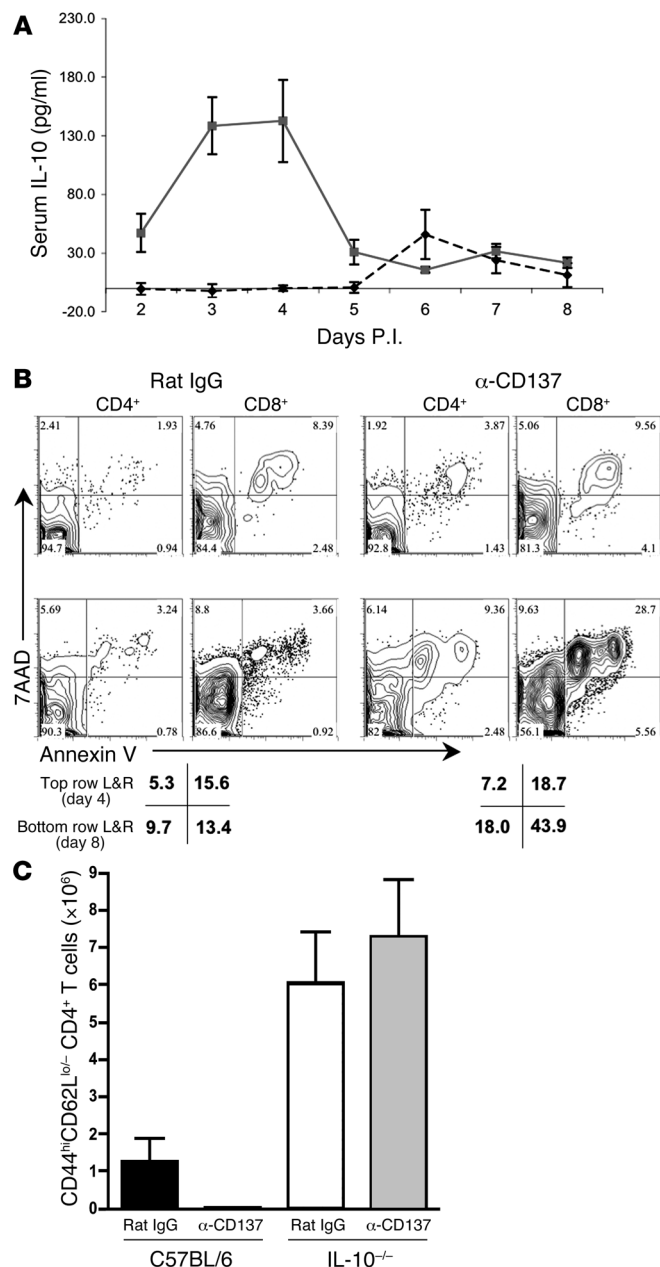 A
230.0
180.0
130.0
80.0
30.0
-20.0
Serum IL-10 (pg/ml)
2 3 4 5 6 7 8
Days P.I.
B
Rat IgG α-CD137
CD4⁺ CD8⁺ CD4⁺ CD8⁺
2.41 1.93 4.76 8.39 1.92 3.87 5.06 9.56
94.7 0.94 84.4 2.48 92.8 1.43 81.3 4.1
5.69 3.24 8.8 3.66 6.14 9.36 9.63 28.7
90.3 0.78 86.6 0.92 82 2.48 56.1 5.56
7AAD
Annexin V
Top row L&R 5.3 15.6 7.2 18.7
(day 4)
Bottom row L&R 9.7 13.4 18.0 43.9
(day 8)
C
9
8
7
6
5
4
3
2
1
0
CD44ʰⁱCD62Lˡᵒ/⁻ CD4⁺ T cells (×10⁶)
Rat IgG α-CD137 Rat IgG α-CD137
C57BL/6 IL-10⁻/⁻